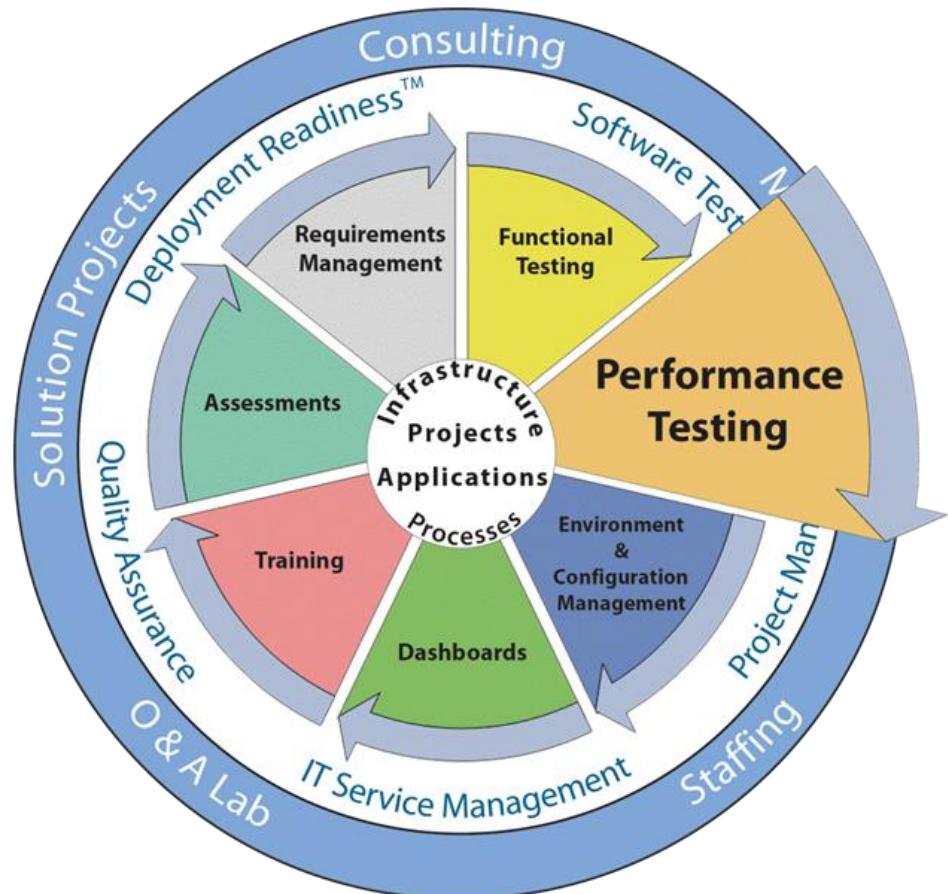 Consulting
Solution Projects
O & A Lab
Staffing
Deployment Readiness™
Software Test
Quality Assurance
IT Service Management
Project Man
Requirements
Management
Functional
Testing
Performance
Testing
Environment
&
Configuration
Management
Dashboards
Training
Assessments
Infrastructure
Projects
Applications
Processes